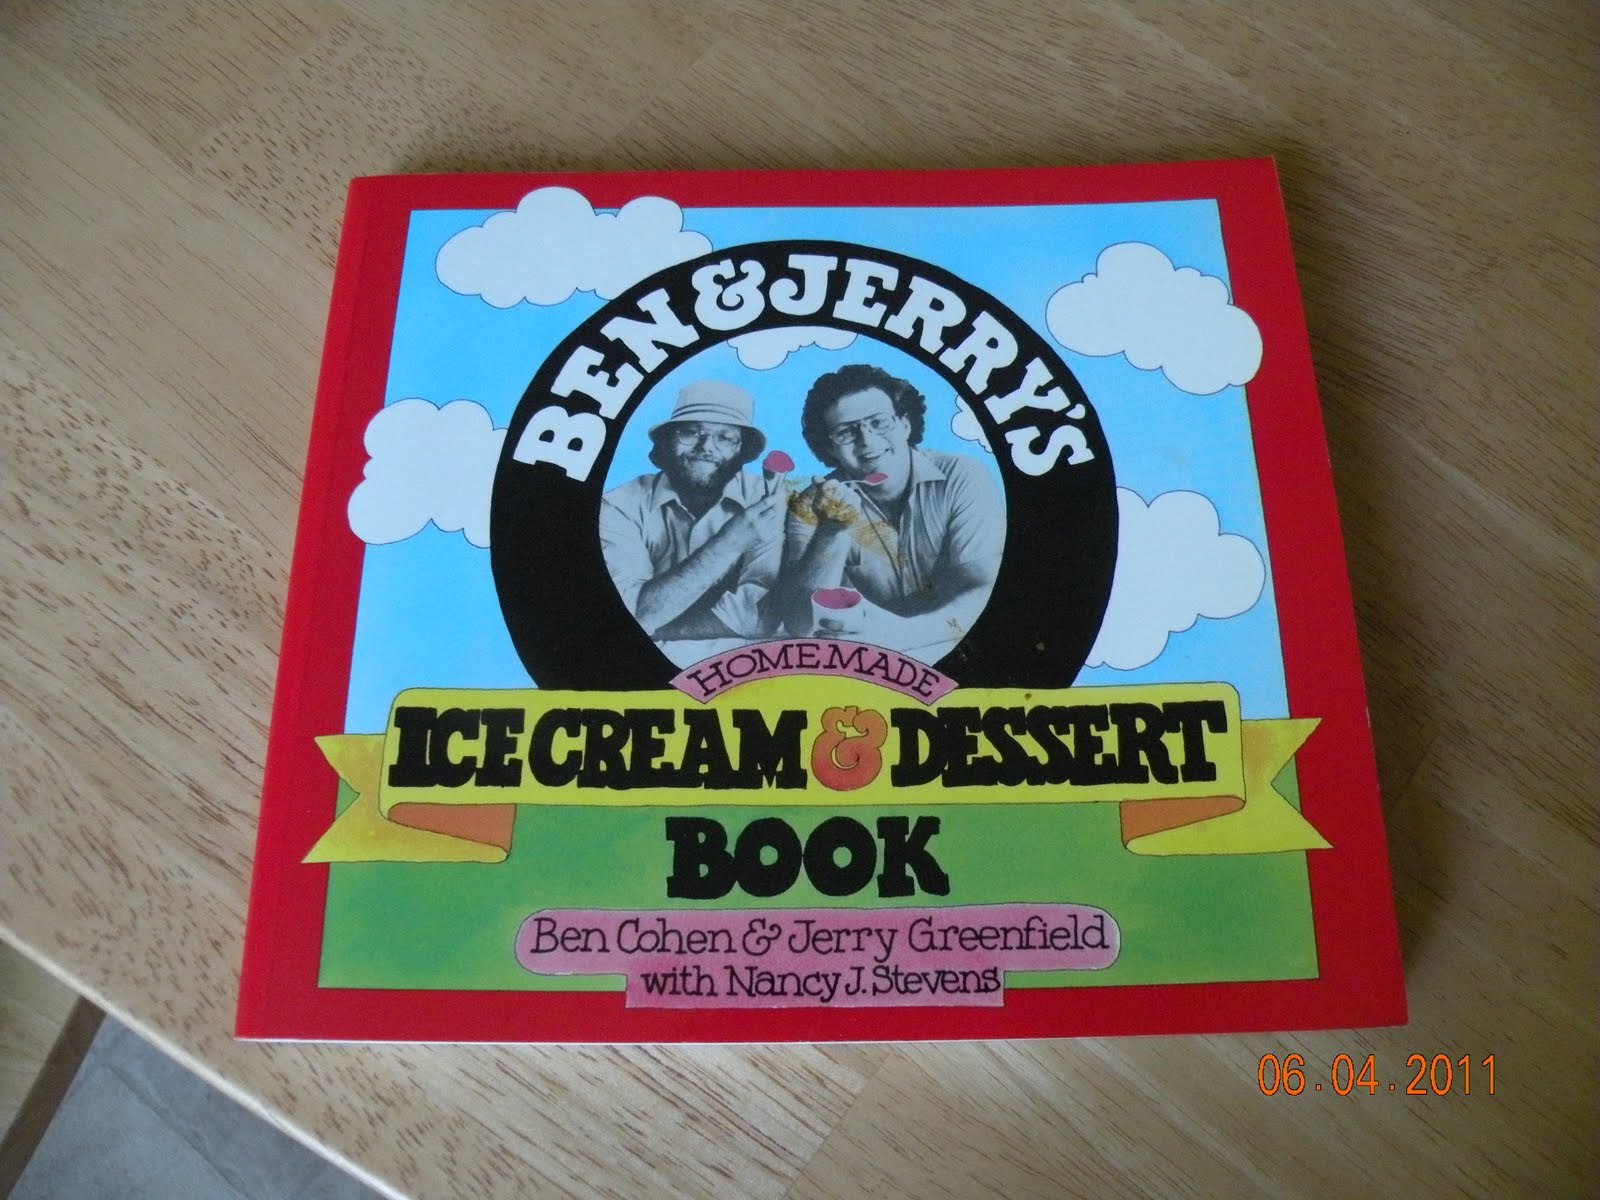 BEN & JERRY'S
HOMEMADE
ICE CREAM & DESSERT
BOOK
Ben Cohen & Jerry Greenfield
with Nancy J. Stevens
06.04.2011